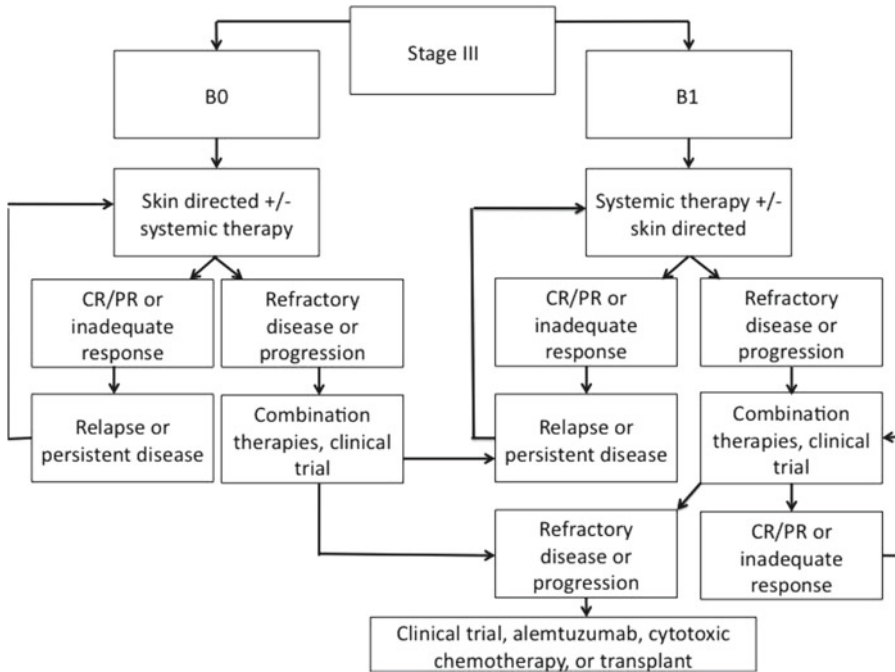 Stage III
B0
B1
Skin directed +/-
systemic therapy
Systemic therapy +/-
skin directed
CR/PR or
inadequate
response
Refractory
disease or
progression
CR/PR or
inadequate
response
Refractory
disease or
progression
Relapse or
persistent disease
Combination
therapies, clinical
trial
Relapse or
persistent disease
Combination
therapies, clinical
trial
Refractory
disease or
progression
CR/PR or
inadequate
response
Clinical trial, alemtuzumab, cytotoxic
chemotherapy, or transplant